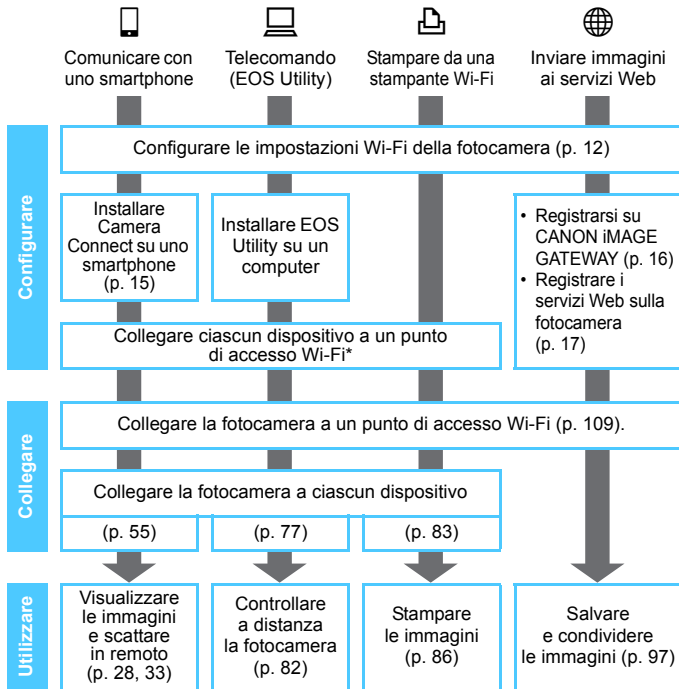 Comunicare con
uno smartphone
Telecomando
(EOS Utility)
Stampare da una
stampante Wi-Fi
Inviare immagini
ai servizi Web
Configurare
Configurare le impostazioni Wi-Fi della fotocamera (p. 12)
Installare
Camera
Connect su uno
smartphone
(p. 15)
Installare EOS
Utility su un
computer
• Registrarsi su
CANON iMAGE
GATEWAY (p. 16)
• Registrare i
servizi Web sulla
fotocamera
(p. 17)
Collegare ciascun dispositivo a un punto
di accesso Wi-Fi*
Collegare
Collegare la fotocamera a un punto di accesso Wi-Fi (p. 109).
Collegare la fotocamera a ciascun dispositivo
(p. 55)
(p. 77)
(p. 83)
Utilizzare
Visualizzare
le immagini
e scattare
in remoto
(p. 28, 33)
Controllare
a distanza
la fotocamera
(p. 82)
Stampare
le immagini
(p. 86)
Salvare
e condividere
le immagini (p. 97)